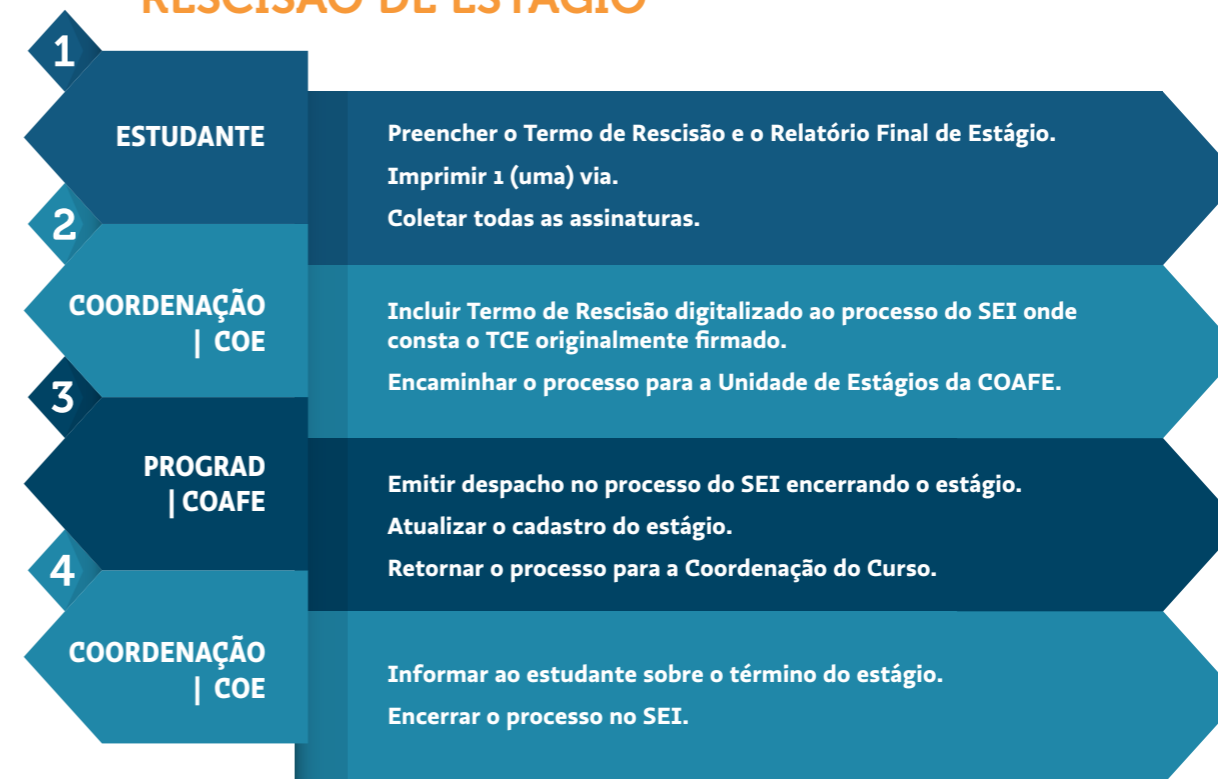 RESCISÃO DE ESTÁGIO
1
ESTUDANTE
Preencher o Termo de Rescisão e o Relatório Final de Estágio.
Imprimir 1 (uma) via.
Coletar todas as assinaturas.
2
COORDENAÇÃO
| COE
Incluir Termo de Rescisão digitalizado ao processo do SEI onde
consta o TCE originalmente firmado.
Encaminhar o processo para a Unidade de Estágios da COAFE.
3
PROGRAD
| COAFE
Emitir despacho no processo do SEI encerrando o estágio.
Atualizar o cadastro do estágio.
Retornar o processo para a Coordenação do Curso.
4
COORDENAÇÃO
| COE
Informar ao estudante sobre o término do estágio.
Encerrar o processo no SEI.